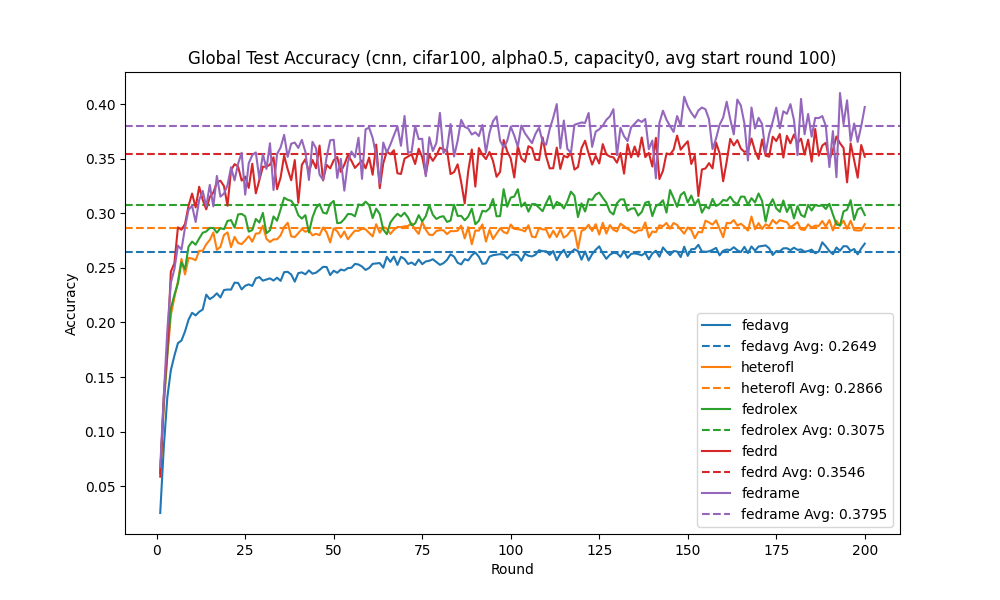 Global Test Accuracy (cnn, cifar100, alpha0.5, capacity0, avg start round 100)
Accuracy
0.40
0.35
0.30
0.25
0.20
0.15
0.10
0.05
0
25
50
75
100
125
150
175
200
Round
fedavg
fedavg Avg: 0.2649
heterofl
heterofl Avg: 0.2866
fedrolex
fedrolex Avg: 0.3075
fedrd
fedrd Avg: 0.3546
fedrame
fedrame Avg: 0.3795